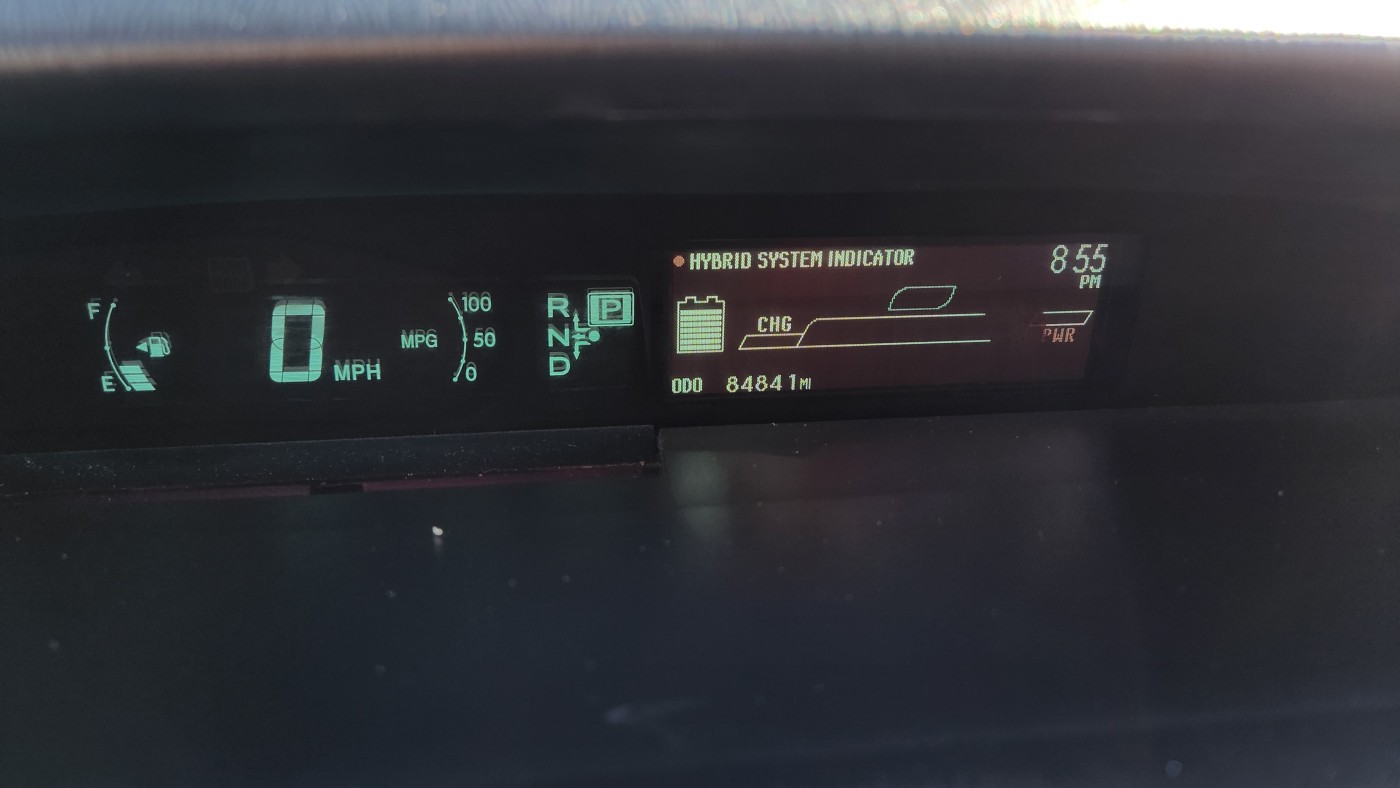 F
E
0
MPH
MPG
100
50
0
R
N
D
P
HYBRID SYSTEM INDICATOR
8 55
PM
CHG
PWR
ODO 84841 MI